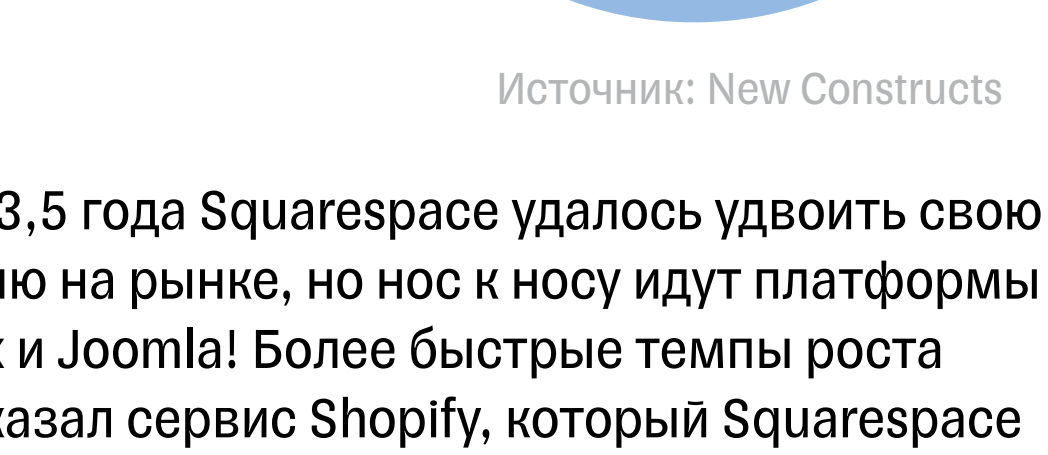 Источник: New Constructs
3,5 года Squarespace удалось удвоить свою
на рынке, но нос к носу идут платформы
и Joomla! Более быстрые темпы роста
сервис Shopify, который Squarespace